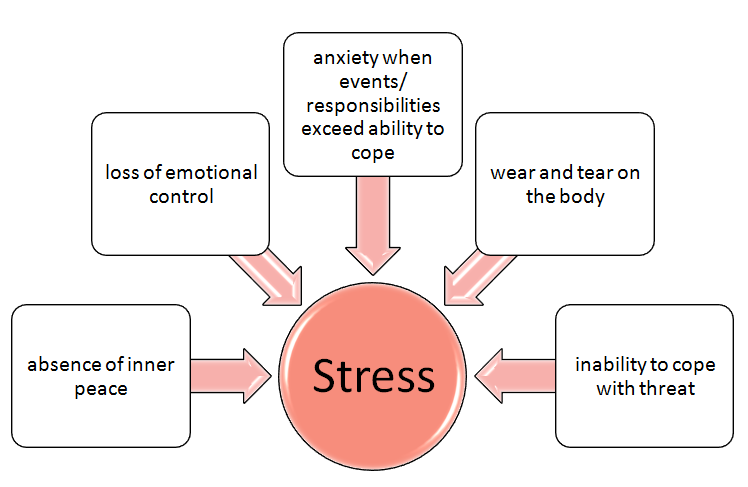 anxiety when
events/
responsibilities
exceed ability to
cope
loss of emotional
control
wear and tear on
the body
absence of inner
peace
Stress
inability to cope
with threat